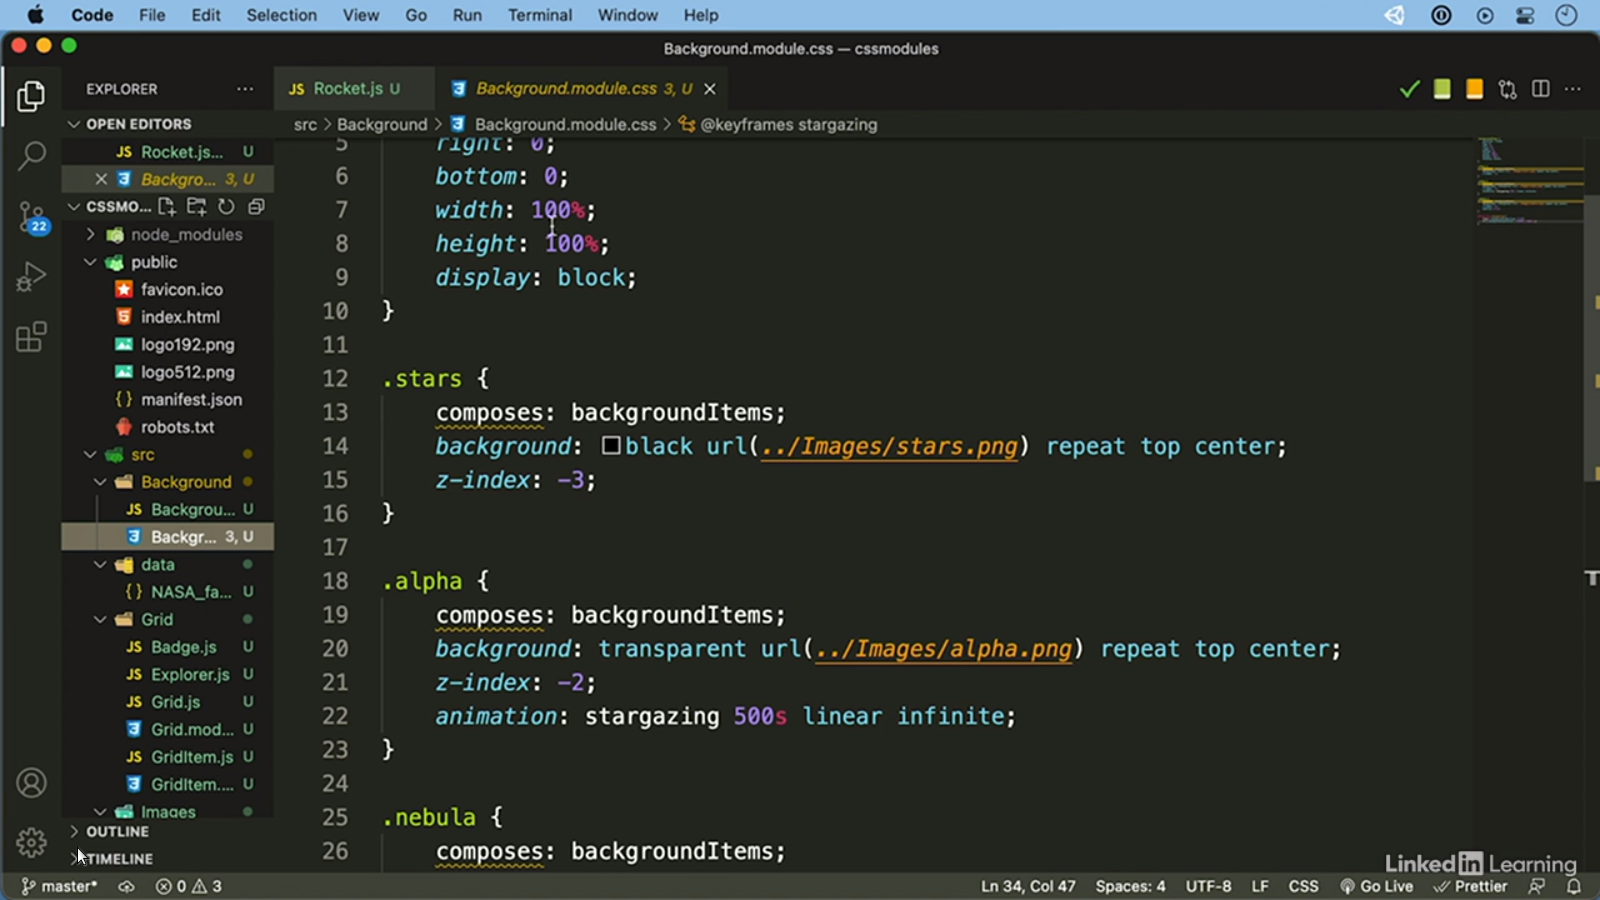 Code File Edit Selection View Go Run Terminal Window Help
Background.module.css — cssmodules
EXPLORER ···
JS Rocket.js U
Background.module.css 3, U ×
OPEN EDITORS
src > Background > Background.module.css > @keyframes stargazing
JS Rocket.js... U
Backgro... 3, U
CSSMO...
node_modules
public
favicon.ico
index.html
logo192.png
logo512.png
{} manifest.json
robots.txt
src
Background
JS Backgrou... U
Backgr... 3, U
data
{} NASA_fa... U
Grid
JS Badge.js U
JS Explorer.js U
JS Grid.js U
Grid.mod... U
JS GridItem.js U
GridItem.... U
Images
OUTLINE
TIMELINE
22
5 right: 0;
6 bottom: 0;
7 width: 100%;
8 height: 100%;
9 display: block;
10 }
11
12 .stars {
13 composes: backgroundItems;
14 background: black url(../Images/stars.png) repeat top center;
15 z-index: -3;
16 }
17
18 .alpha {
19 composes: backgroundItems;
20 background: transparent url(../Images/alpha.png) repeat top center;
21 z-index: -2;
22 animation: stargazing 500s linear infinite;
23 }
24
25 .nebula {
26 composes: backgroundItems;
LinkedIn Learning
master* 0 3 Ln 34, Col 47 Spaces: 4 UTF-8 LF CSS Go Live Prettier